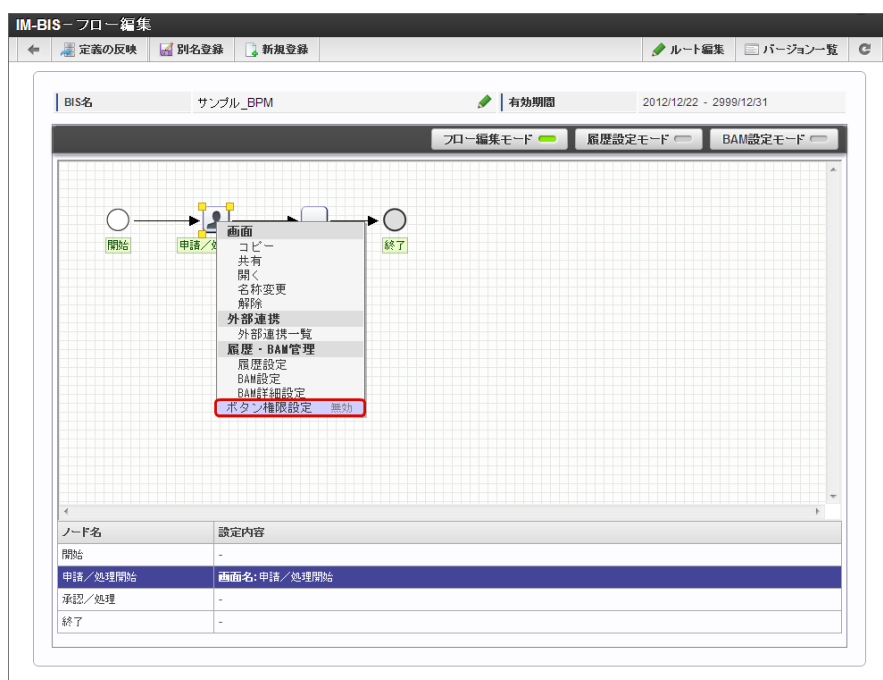 IM-BIS－フロー編集
定義の反映 別名登録 新規登録 ルート編集 バージョン一覧
BIS名 サンプル_BPM 有効期間 2012/12/22 - 2999/12/31
フロー編集モード 履歴設定モード BAM設定モード
開始 申請／処 終了
画面
コピー
共有
開く
名称変更
解除
外部連携
外部連携一覧
履歴・BAM管理
履歴設定
BAM設定
BAM詳細設定
ボタン権限設定 無効
ノード名 設定内容
開始 -
申請／処理開始 画面名:申請／処理開始
承認／処理 -
終了 -